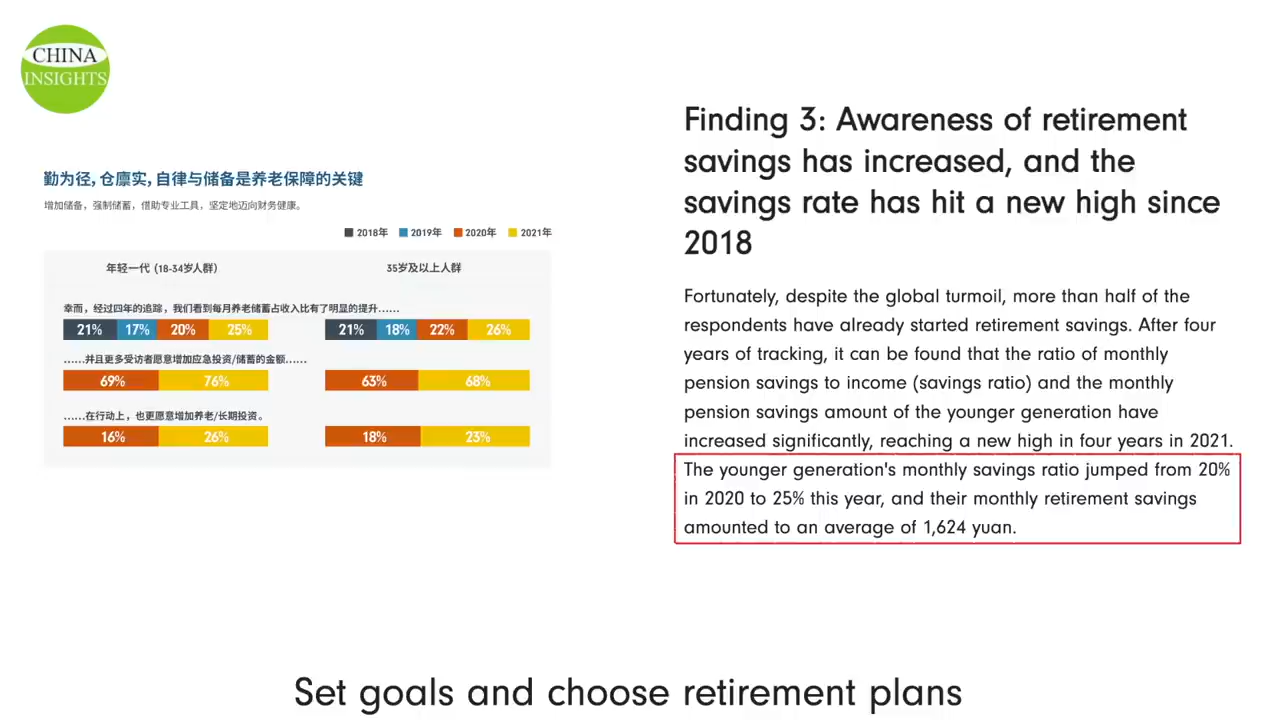 CHINA
INSIGHTS
勤为径，仓廪实，自律与储备是养老保障的关键
增加储备，强制储蓄，借助专业工具，坚定地迈向财务健康。
2018年 2019年 2020年 2021年
年轻一代 (18-34岁人群) 35岁及以上人群
幸而，经过四年的追踪，我们看到每月养老储蓄占收入比有了明显的提升......
21% 17% 20% 25% 21% 18% 22% 26%
......并且更多受访者愿意增加应急投资/储蓄的金额......
69% 76% 63% 68%
......在行动上，也更愿意增加养老/长期投资。
16% 26% 18% 23%
Finding 3: Awareness of retirement
savings has increased, and the
savings rate has hit a new high since
2018
Fortunately, despite the global turmoil, more than half of the
respondents have already started retirement savings. After four
years of tracking, it can be found that the ratio of monthly
pension savings to income (savings ratio) and the monthly
pension savings amount of the younger generation have
increased significantly, reaching a new high in four years in 2021.
The younger generation's monthly savings ratio jumped from 20%
in 2020 to 25% this year, and their monthly retirement savings
amounted to an average of 1,624 yuan.
Set goals and choose retirement plans